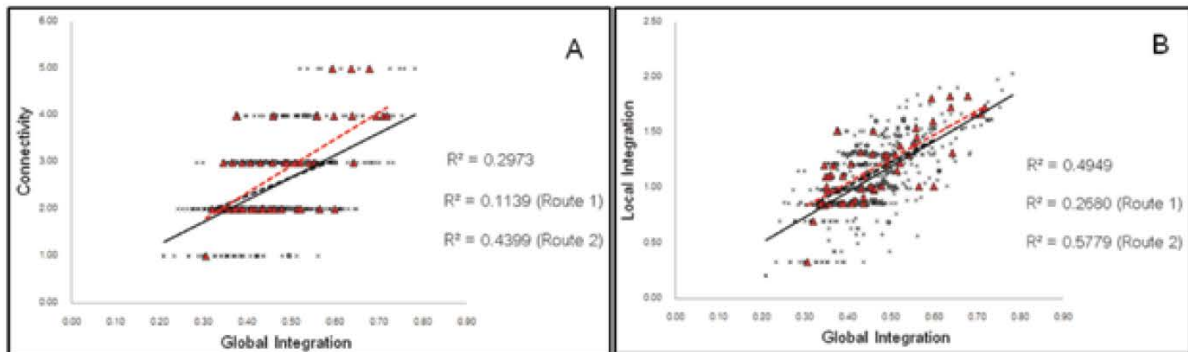 A
6.00
5.00
4.00
3.00
2.00
1.00
0.00
Connectivity
R² = 0.2973
R² = 0.1139 (Route 1)
R² = 0.4399 (Route 2)
0.00 0.10 0.20 0.30 0.40 0.50 0.60 0.70 0.80 0.90
Global Integration
B
2.50
2.00
1.50
1.00
0.50
0.00
Local Integration
R² = 0.4949
R² = 0.2680 (Route 1)
R² = 0.5779 (Route 2)
0.00 0.10 0.20 0.30 0.40 0.50 0.60 0.70 0.80 0.90
Global Integration